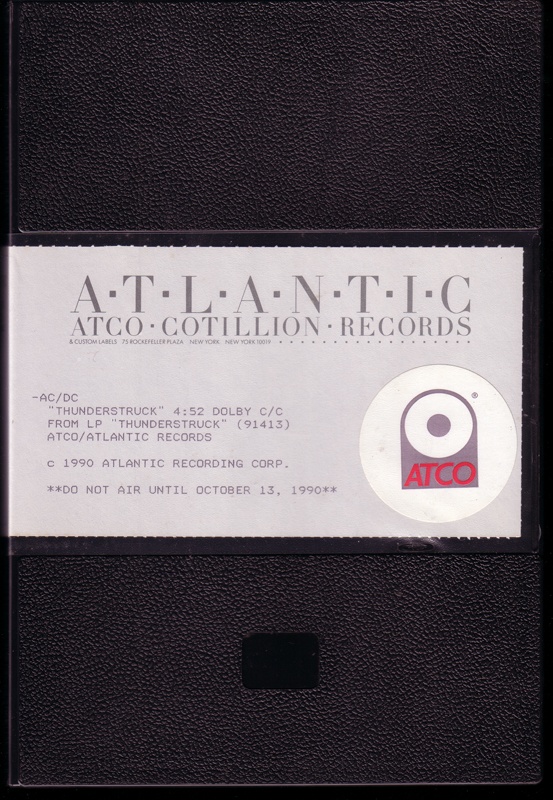 A·T·L·A·N·T·I·C
ATCO·COTILLION·RECORDS
& CUSTOM LABELS 75 ROCKEFELLER PLAZA NEW YORK NEW YORK 10019
-AC/DC
"THUNDERSTRUCK" 4:52 DOLBY C/C
FROM LP "THUNDERSTRUCK" (91413)
ATCO/ATLANTIC RECORDS
c 1990 ATLANTIC RECORDING CORP.
**DO NOT AIR UNTIL OCTOBER 13, 1990**
®
ATCO